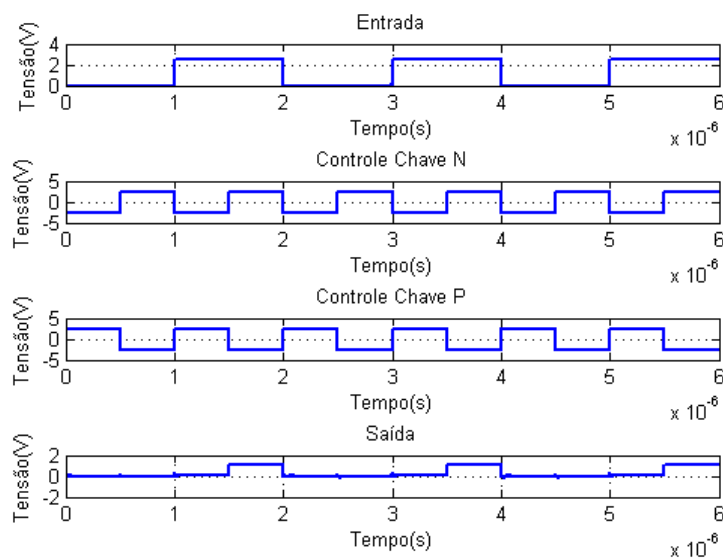 Entrada
Tensão(V)
4
2
0
0 1 2 3 4 5 6
Tempo(s)
x 10^-6
Controle Chave N
Tensão(V)
5
0
-5
0 1 2 3 4 5 6
Tempo(s)
x 10^-6
Controle Chave P
Tensão(V)
5
0
-5
0 1 2 3 4 5 6
Tempo(s)
x 10^-6
Saída
Tensão(V)
2
0
-2
0 1 2 3 4 5 6
Tempo(s)
x 10^-6